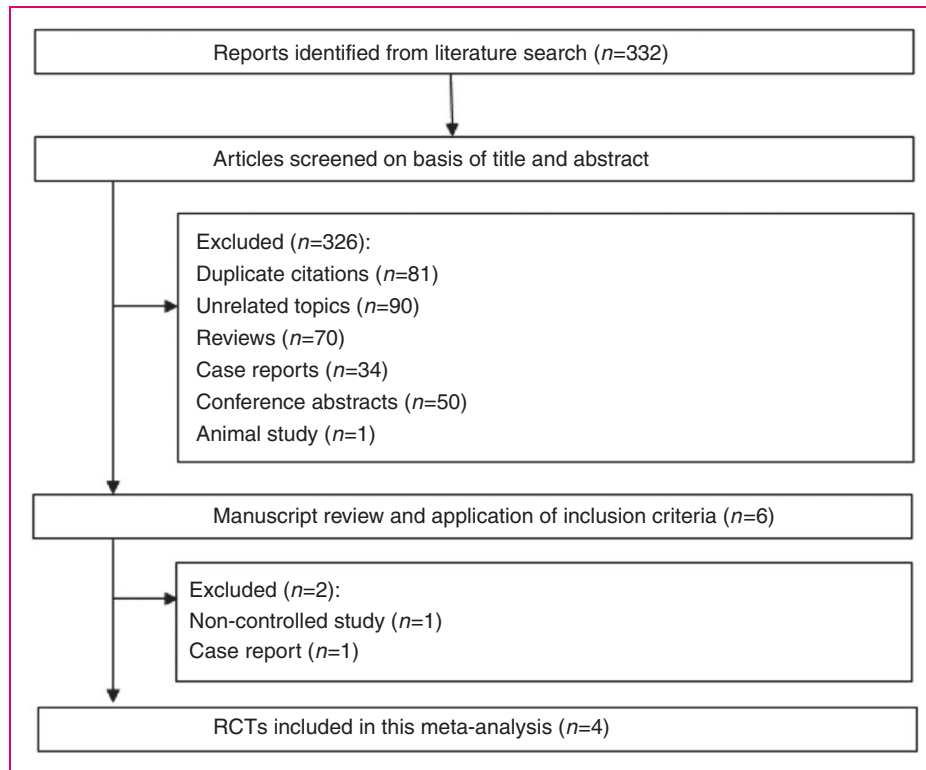 Reports identified from literature search (n=332)
Articles screened on basis of title and abstract
Excluded (n=326):
Duplicate citations (n=81)
Unrelated topics (n=90)
Reviews (n=70)
Case reports (n=34)
Conference abstracts (n=50)
Animal study (n=1)
Manuscript review and application of inclusion criteria (n=6)
Excluded (n=2):
Non-controlled study (n=1)
Case report (n=1)
RCTs included in this meta-analysis (n=4)